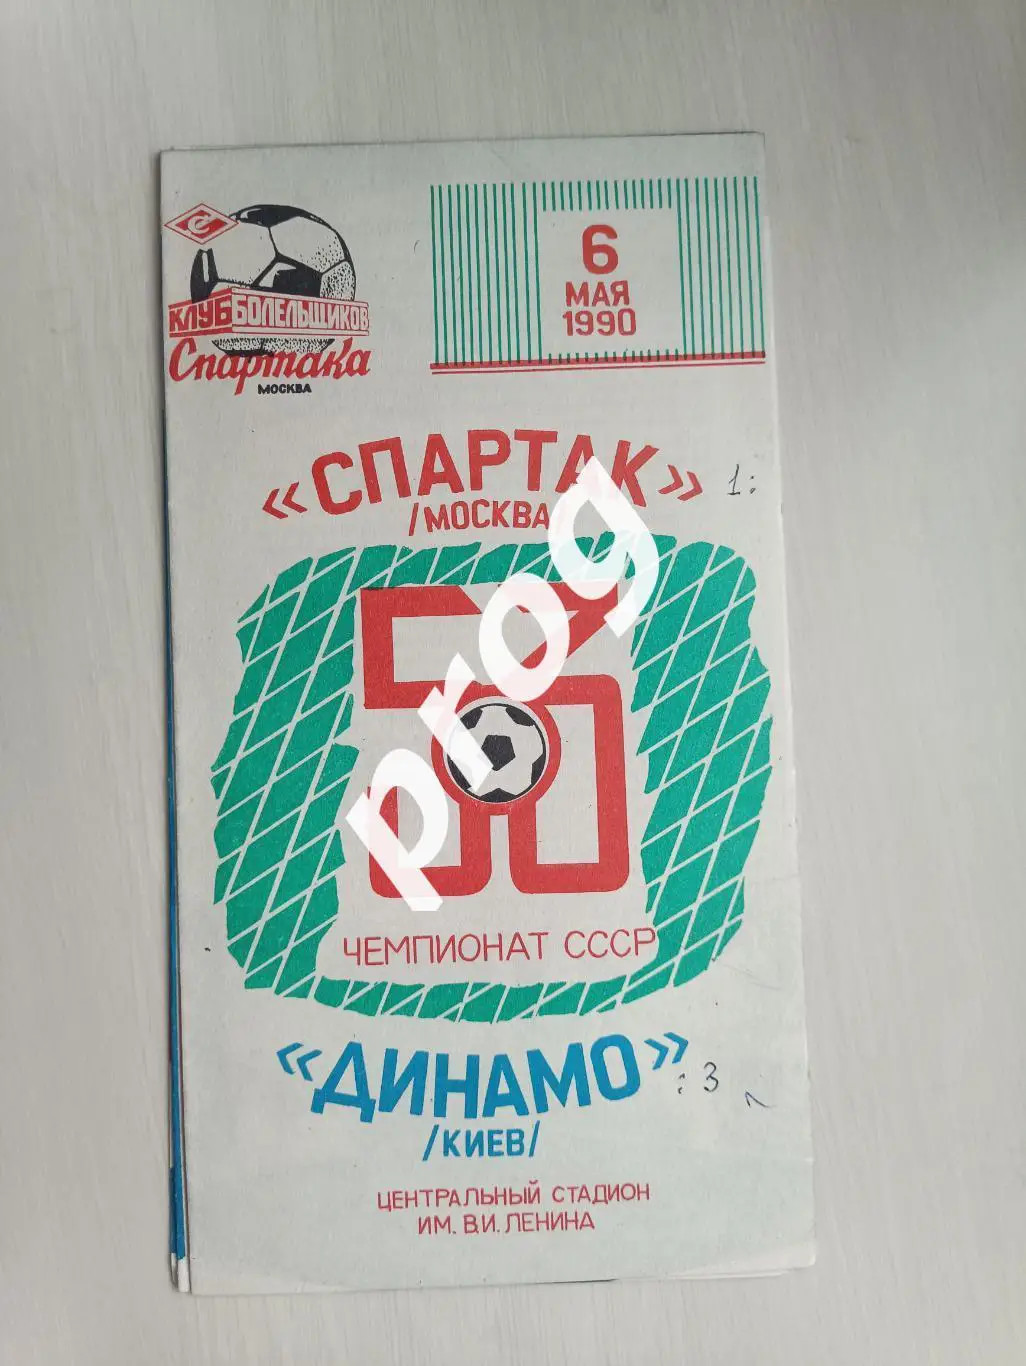 КЛУБ БОЛЕЛЬЩИКОВ
Спартака
МОСКВА
6
МАЯ
1990
«СПАРТАК» 1:
/МОСКВА
53
ЧЕМПИОНАТ СССР
«ДИНАМО» :3
/КИЕВ/
ЦЕНТРАЛЬНЫЙ СТАДИОН
ИМ. В.И. ЛЕНИНА
prog